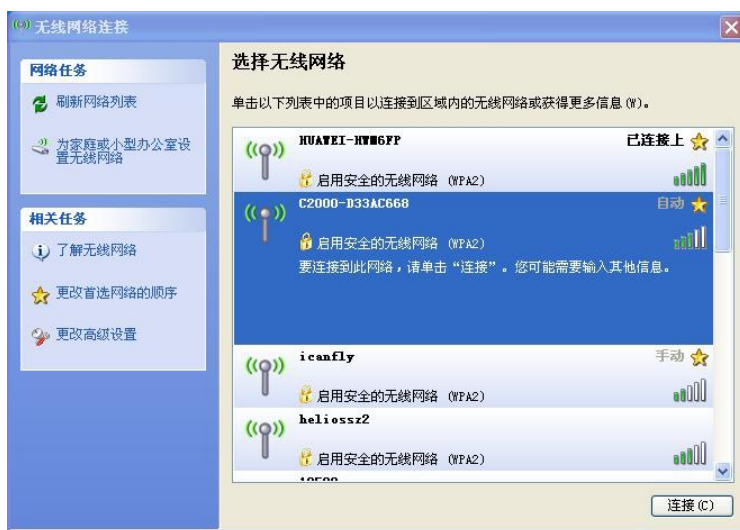 无线网络连接
网络任务
刷新网络列表
为家庭或小型办公室设
置无线网络
相关任务
了解无线网络
更改首选网络的顺序
更改高级设置
选择无线网络
单击以下列表中的项目以连接到区域内的无线网络或获得更多信息(W)。
HUAWEI-HTM6FP 已连接上
启用安全的无线网络 (WPA2)
C2000-D33AC668 自动
启用安全的无线网络 (WPA2)
要连接到此网络，请单击“连接”。您可能需要输入其他信息。
icanfly 手动
启用安全的无线网络 (WPA2)
heliossz2
启用安全的无线网络 (WPA2)
连接(C)